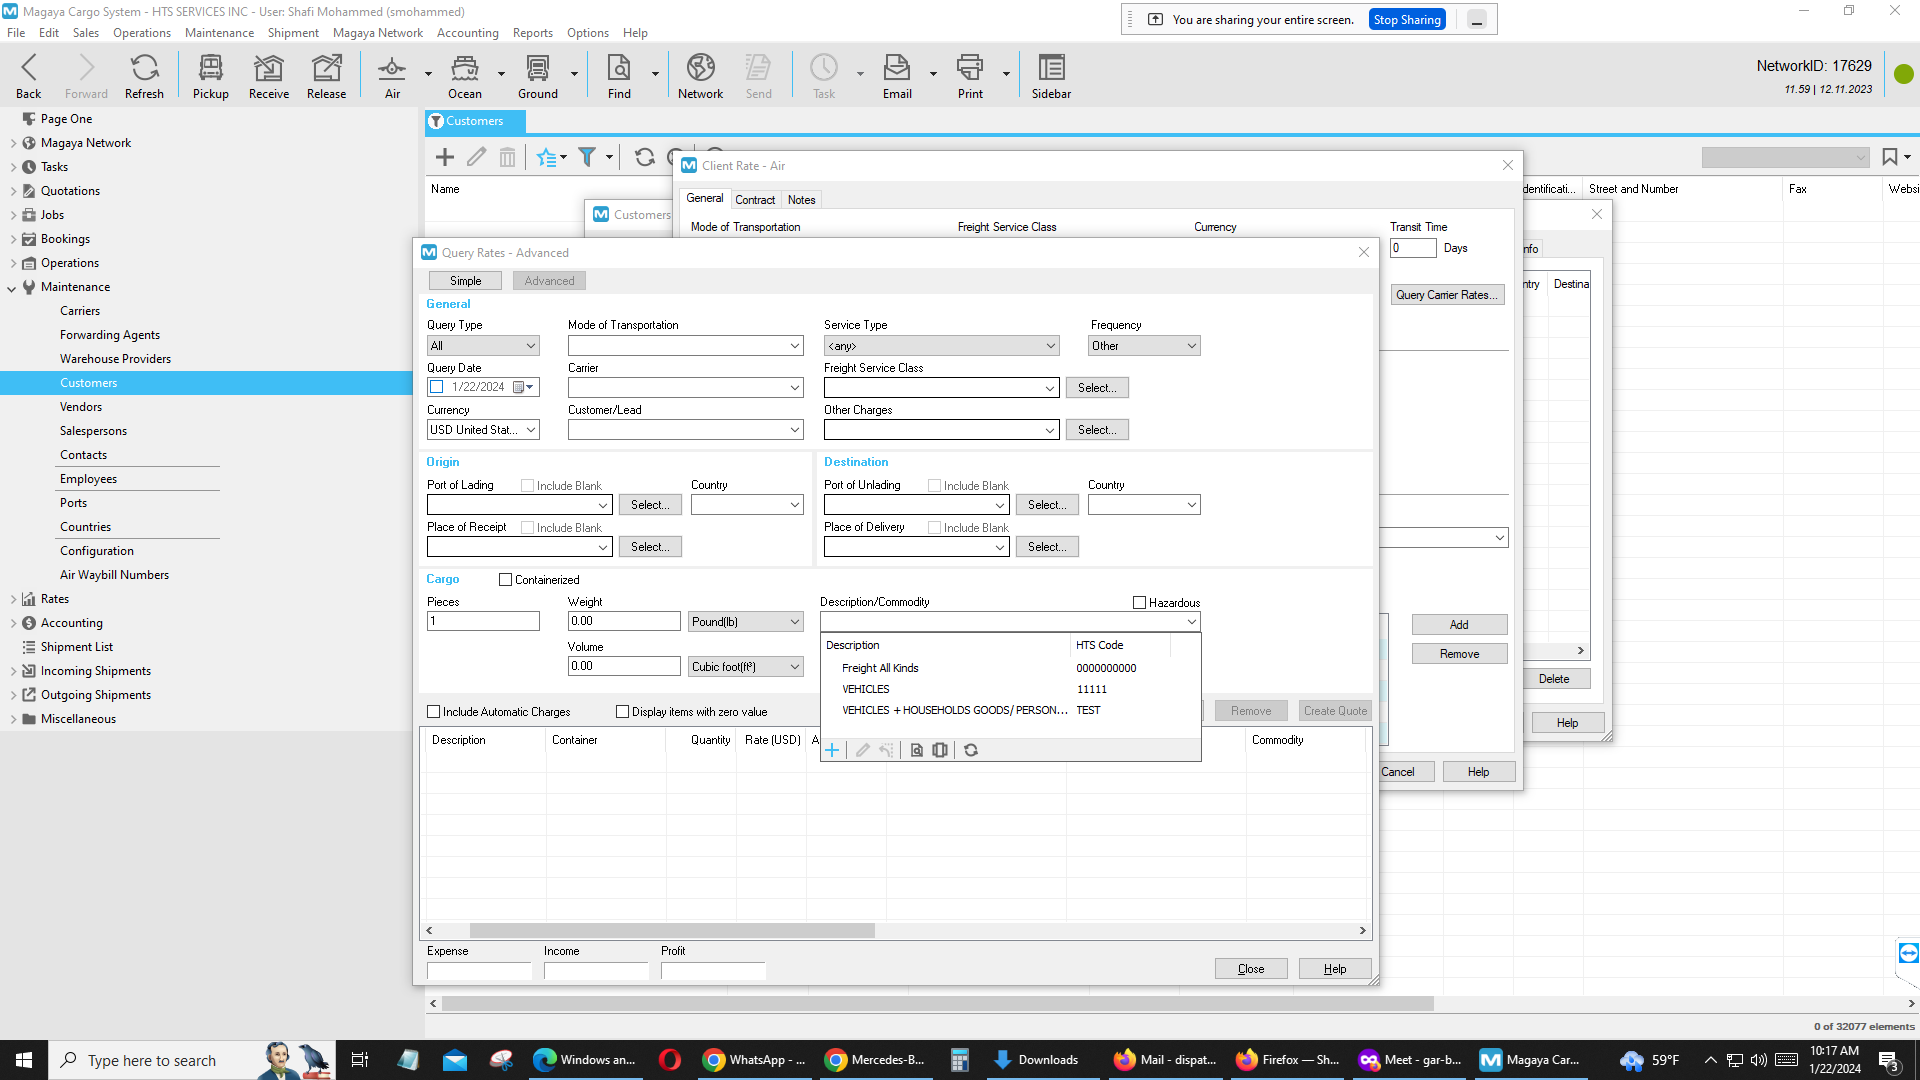 Magaya Cargo System - HTS SERVICES INC - User: Shafi Mohammed (smohammed)
You are sharing your entire screen. Stop Sharing
File Edit Sales Operations Maintenance Shipment Magaya Network Accounting Reports Options Help
Back Forward Refresh Pickup Receive Release Air Ocean Ground Find Network Send Task Email Print Sidebar
NetworkID: 17629
11.59 | 12.11.2023
Page One
Magaya Network
Tasks
Quotations
Jobs
Bookings
Operations
Maintenance
Carriers
Forwarding Agents
Warehouse Providers
Customers
Vendors
Salespersons
Contacts
Employees
Ports
Countries
Configuration
Air Waybill Numbers
Rates
Accounting
Shipment List
Incoming Shipments
Outgoing Shipments
Miscellaneous
Customers
Name
Street and Number Fax Websi
dentificati...
Customers
nfo
ntry Destina
Delete
Help
Client Rate - Air
General Contract Notes
Mode of Transportation Freight Service Class Currency Transit Time
0 Days
Query Carrier Rates...
Add
Remove
Cancel Help
Query Rates - Advanced
Simple Advanced
General
Query Type Mode of Transportation Service Type Frequency
All <any> Other
Query Date Carrier Freight Service Class
1/22/2024 Select...
Currency Customer/Lead Other Charges
USD United Stat... Select...
Origin Destination
Port of Lading Include Blank Country Port of Unlading Include Blank Country
Select... Select...
Place of Receipt Include Blank Place of Delivery Include Blank
Select... Select...
Cargo Containerized
Pieces Weight Description/Commodity Hazardous
1 0.00 Pound(lb)
Volume
0.00 Cubic foot(ft³)
Description HTS Code
Freight All Kinds 0000000000
VEHICLES 11111
VEHICLES + HOUSEHOLDS GOODS/ PERSON... TEST
Include Automatic Charges Display items with zero value Remove Create Quote
Description Container Quantity Rate (USD) A Commodity
Expense Income Profit
Close Help
0 of 32077 elements
Type here to search
Windows an...
WhatsApp - ...
Mercedes-B...
Downloads
Mail - dispat...
Firefox — Sh...
Meet - gar-b...
Magaya Car...
59°F
10:17 AM
1/22/2024
3